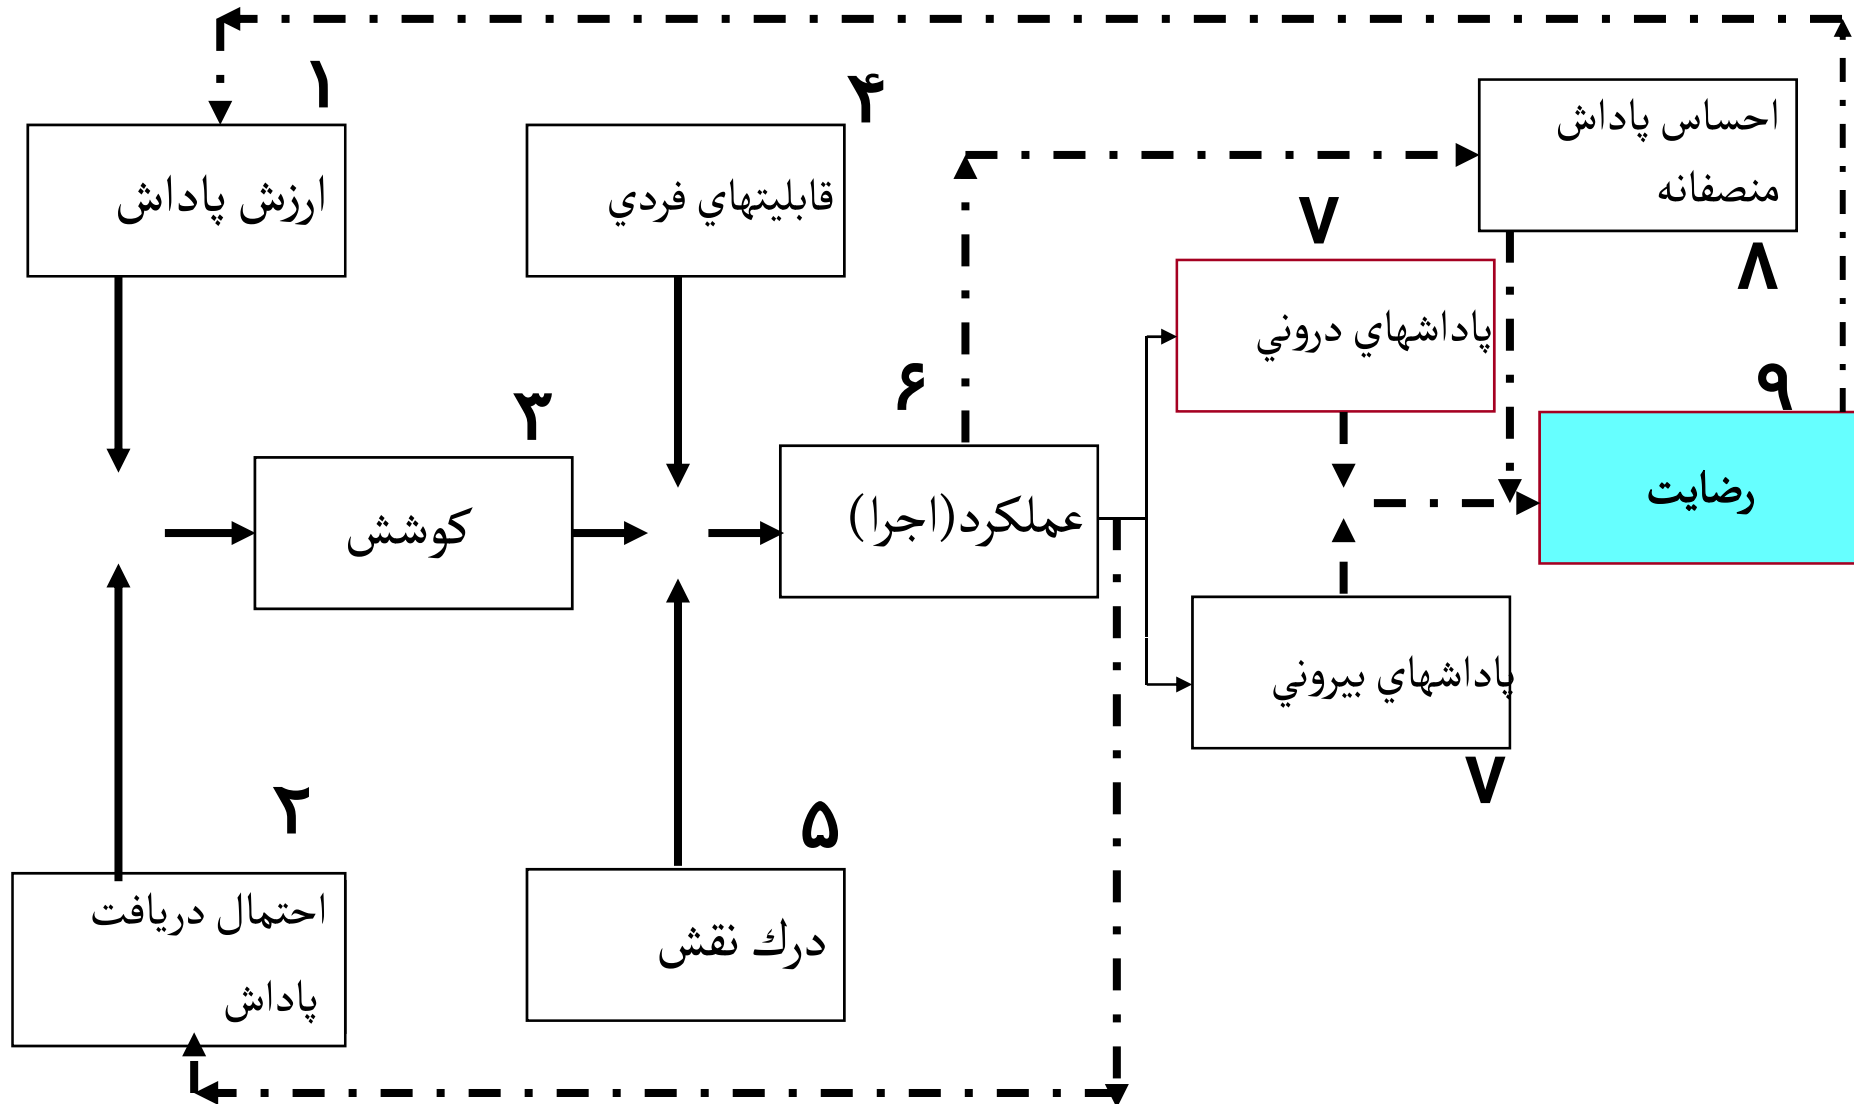 ۱
ارزش پاداش
۲
احتمال دريافت
پاداش
۳
كوشش
۴
قابليتهاي فردي
۵
درك نقش
۶
عملكرد(اجرا)
۷
پاداشهاي دروني
پاداشهاي بيروني
۷
احساس پاداش
منصفانه
۸
۹
رضايت